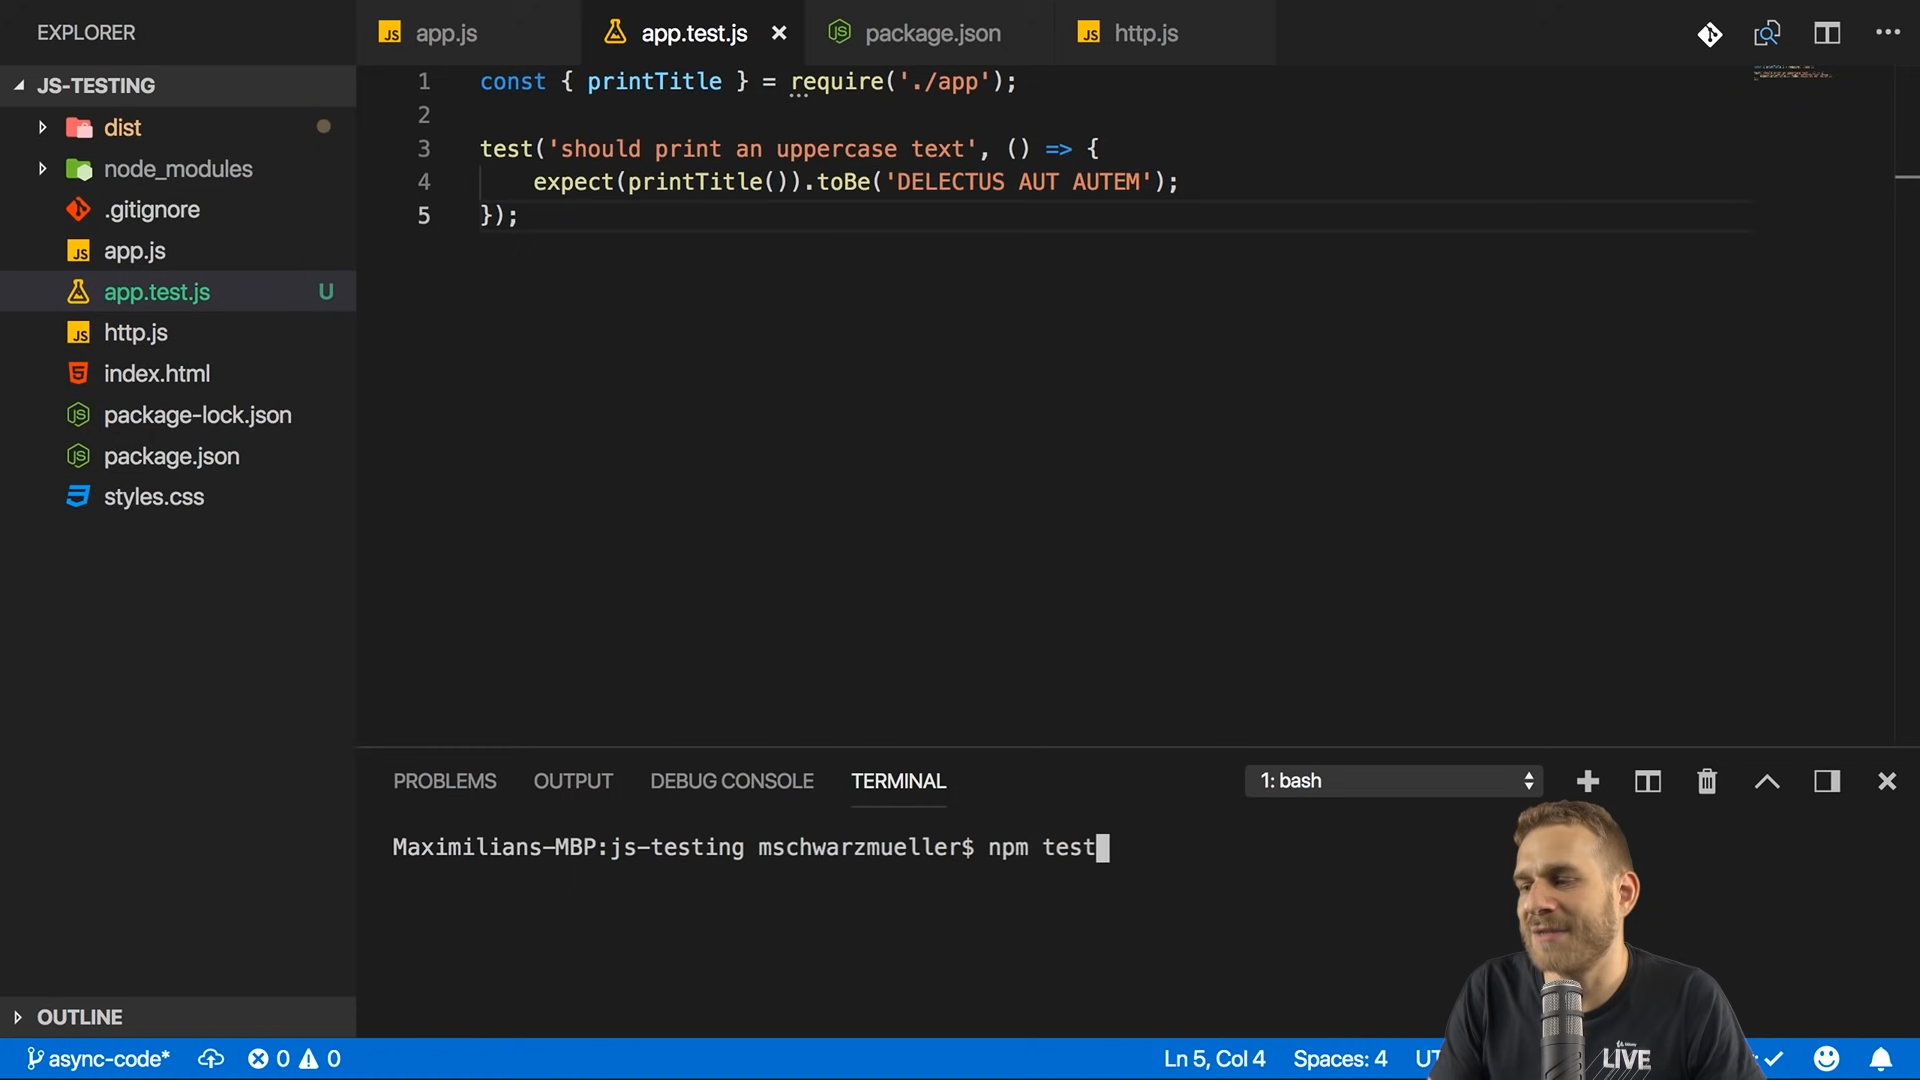 EXPLORER
JS-TESTING
dist
node_modules
.gitignore
app.js
app.test.js U
http.js
index.html
package-lock.json
package.json
styles.css
OUTLINE
app.js app.test.js package.json http.js
1 const { printTitle } = require('./app');
2
3 test('should print an uppercase text', () => {
4 expect(printTitle()).toBe('DELECTUS AUT AUTEM');
5 });
PROBLEMS OUTPUT DEBUG CONSOLE TERMINAL 1: bash
Maximilians-MBP:js-testing mschwarzmueller$ npm test
async-code* 0 0 Ln 5, Col 4 Spaces: 4
LIVE